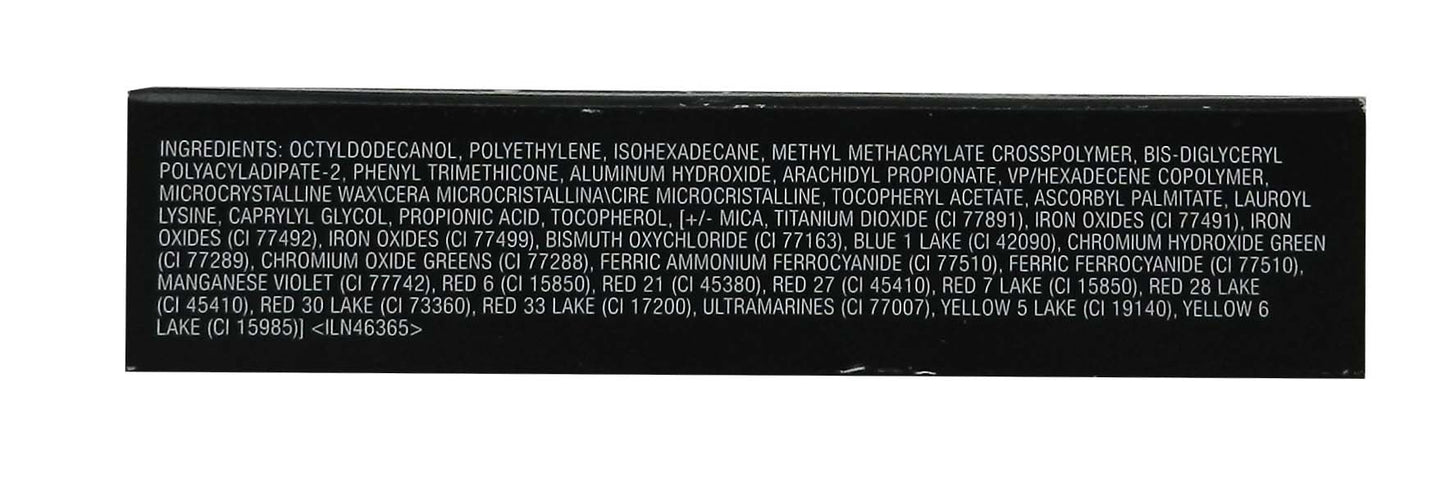 INGREDIENTS: OCTYLDODECANOL, POLYETHYLENE, ISOHEXADECANE, METHYL METHACRYLATE CROSSPOLYMER, BIS-DIGLYCERYL
POLYACYLADIPATE-2, PHENYL TRIMETHICONE, ALUMINUM HYDROXIDE, ARACHIDYL PROPIONATE, VP/HEXADECENE COPOLYMER,
MICROCRYSTALLINE WAX\CERA MICROCRISTALLINA\CIRE MICROCRISTALLINE, TOCOPHERYL ACETATE, ASCORBYL PALMITATE, LAUROYL
LYSINE, CAPRYLYL GLYCOL, PROPIONIC ACID, TOCOPHEROL, [+/- MICA, TITANIUM DIOXIDE (CI 77891), IRON OXIDES (CI 77491), IRON
OXIDES (CI 77492), IRON OXIDES (CI 77499), BISMUTH OXYCHLORIDE (CI 77163), BLUE 1 LAKE (CI 42090), CHROMIUM HYDROXIDE GREEN
(CI 77289), CHROMIUM OXIDE GREENS (CI 77288), FERRIC AMMONIUM FERROCYANIDE (CI 77510), FERRIC FERROCYANIDE (CI 77510),
MANGANESE VIOLET (CI 77742), RED 6 (CI 15850), RED 21 (CI 45380), RED 27 (CI 45410), RED 7 LAKE (CI 15850), RED 28 LAKE
(CI 45410), RED 30 LAKE (CI 73360), RED 33 LAKE (CI 17200), ULTRAMARINES (CI 77007), YELLOW 5 LAKE (CI 19140), YELLOW 6
LAKE (CI 15985)] <ILN46365>